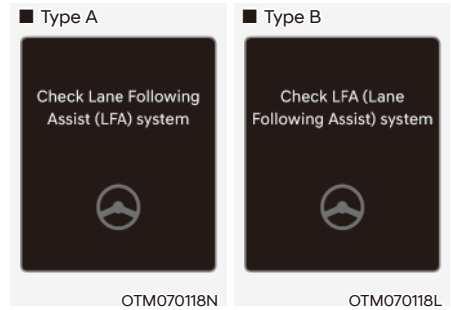 ■ Type A
Check Lane Following
Assist (LFA) system
OTM070118N
■ Type B
Check LFA (Lane
Following Assist) system
OTM070118L